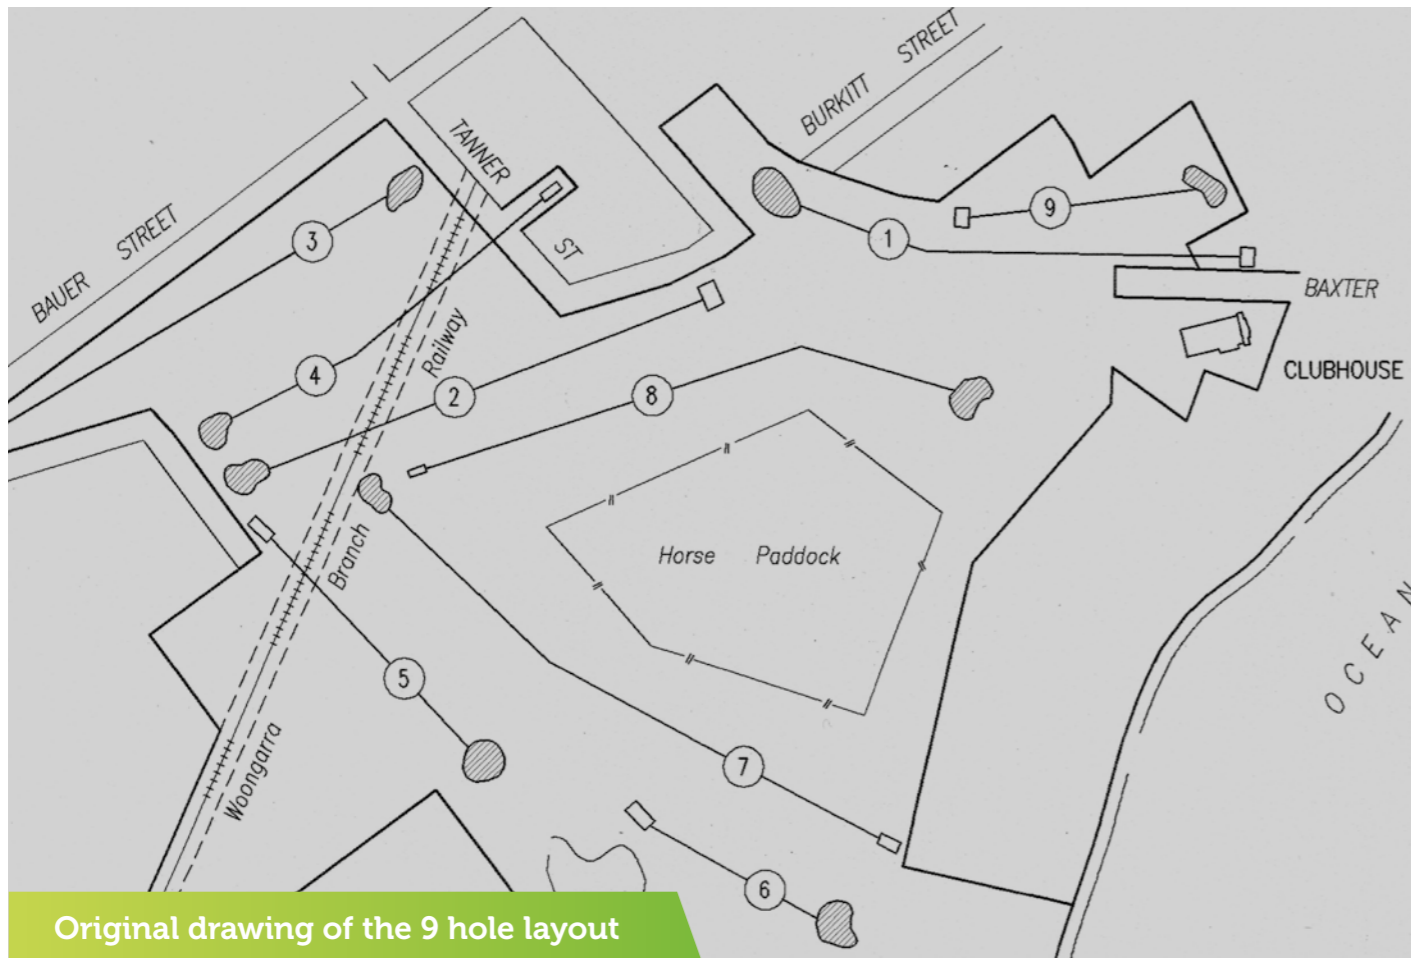 BURKITT STREET
TANNER
ST
BAUER STREET
3
9
1
BAXTER
CLUBHOUSE
4
Railway
2
8
Horse Paddock
Branch
OCEAN
5
7
Woongarra
6
Original drawing of the 9 hole layout